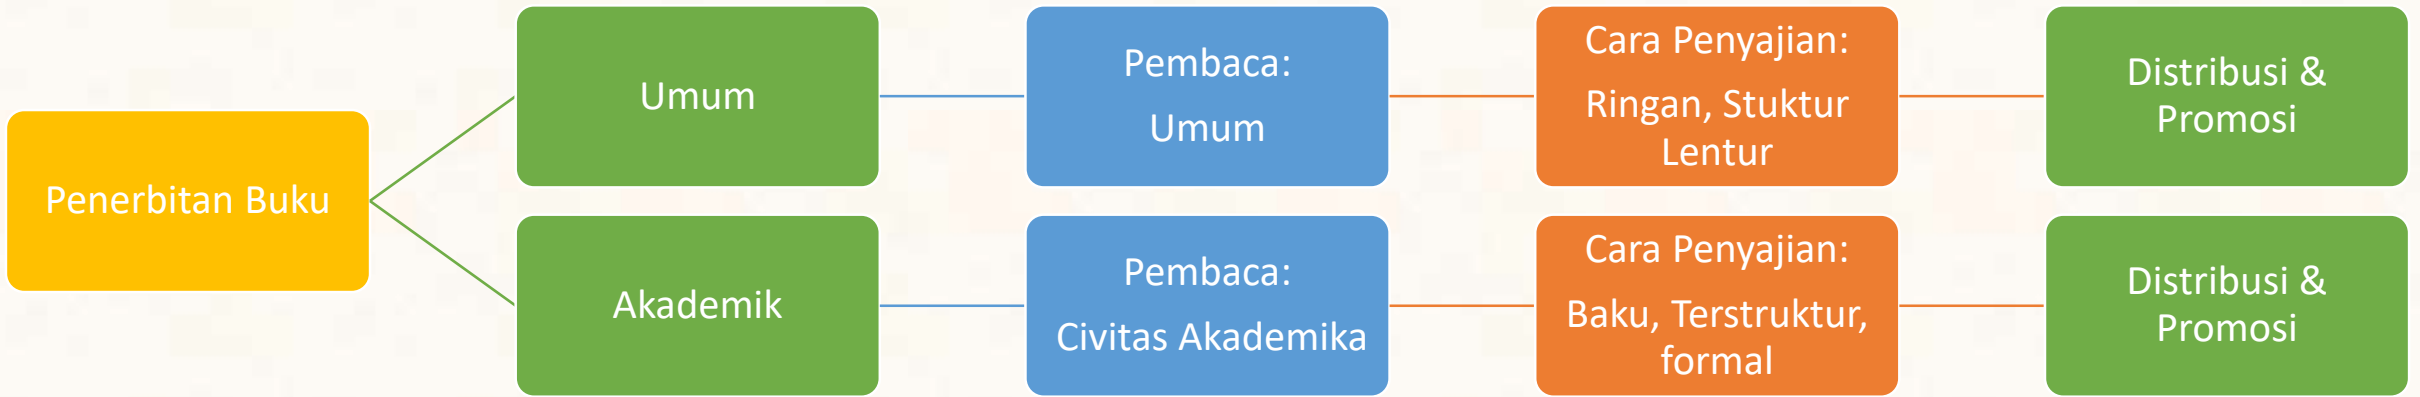 Penerbitan Buku
Umum
Pembaca:
Umum
Cara Penyajian:
Ringan, Stuktur
Lentur
Distribusi &
Promosi
Akademik
Pembaca:
Civitas Akademika
Cara Penyajian:
Baku, Terstruktur,
formal
Distribusi &
Promosi